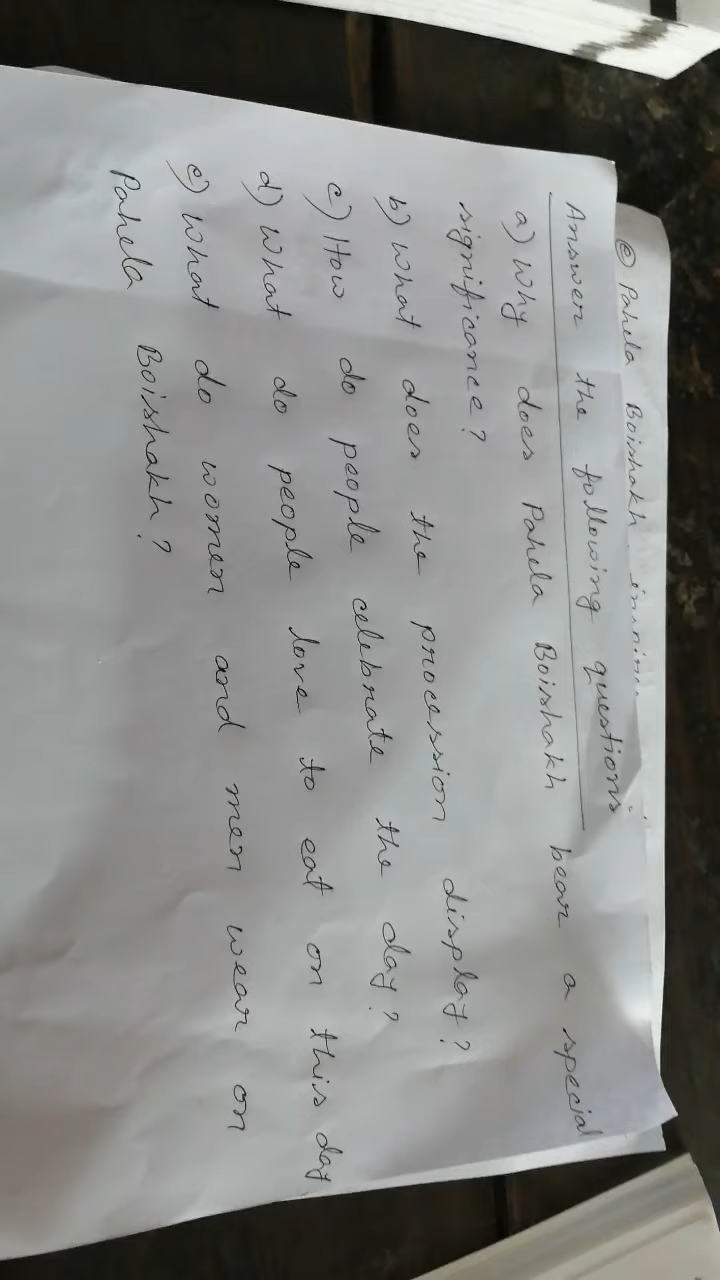 @ Pahela Boishakh
Answer the following questions.
a) Why does Pahela Boishakh bear a special
significance?
b) What does the procession display?
c) How do people celebrate the day?
d) What do people love to eat on this day
e) What do women and men wear on
Pahela Boishakh?